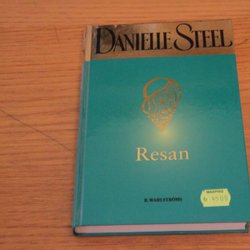 DANIELLE STEEL
Resan
B. WAHLSTRÖMS